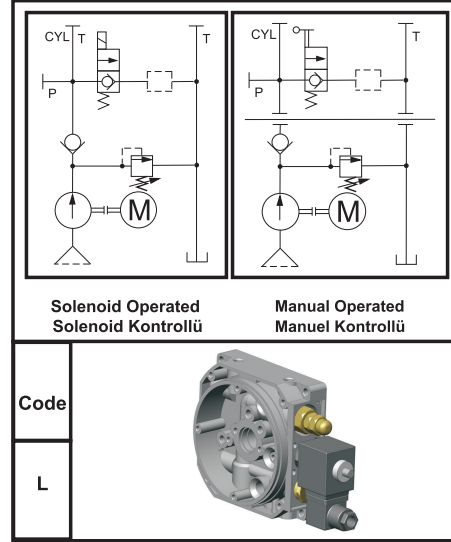 CYL T T
P
M
CYL T
P
M
Solenoid Operated
Solenoid Kontrollü
Manual Operated
Manuel Kontrollü
Code
L